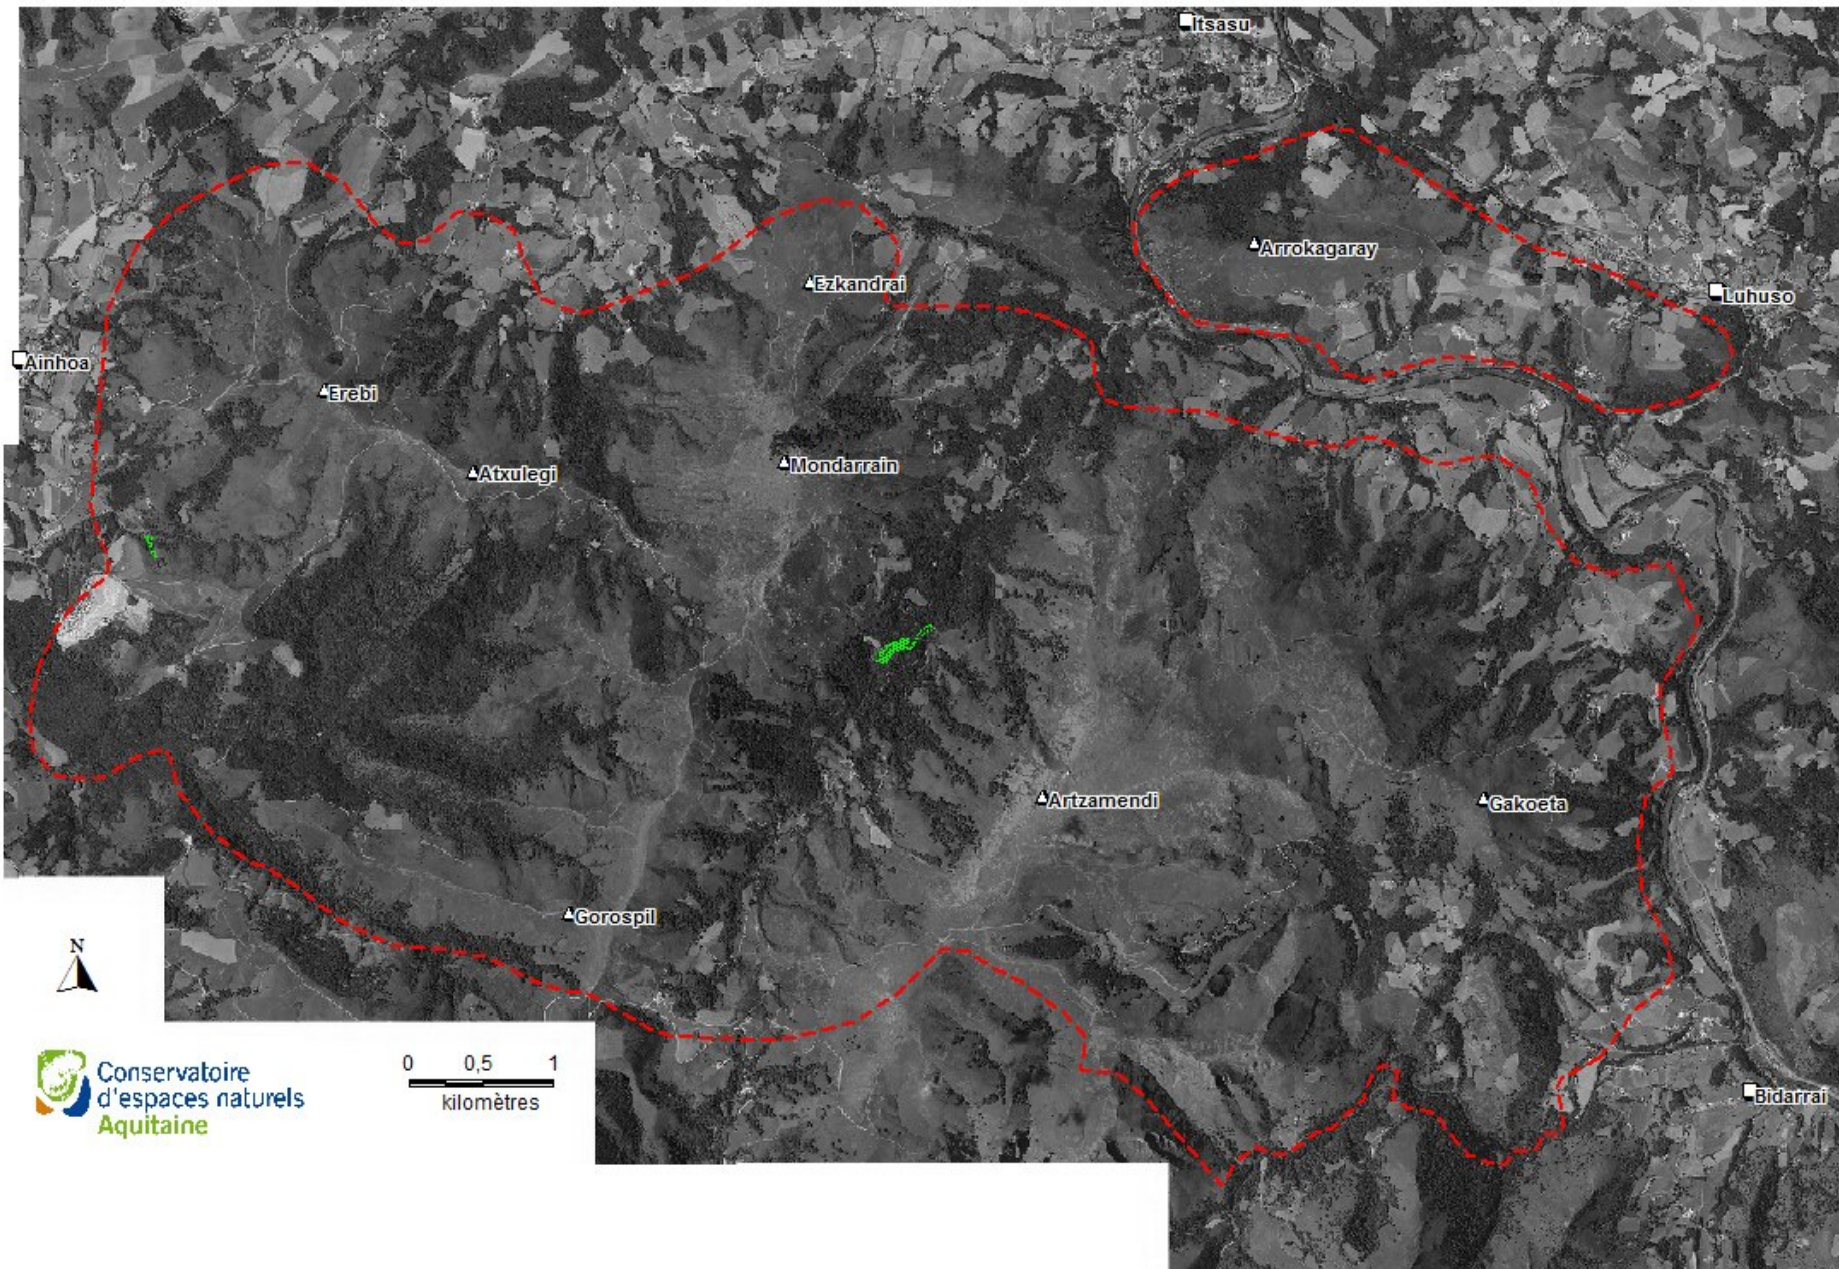 Itsasu
Arrokagaray
Ezkandrai
Luhuso
Ainhoa
Erebi
Mondarrain
Atxulegi
Artzamendi
Gakoeta
Gorospil
N
Conservatoire
d'espaces naturels
Aquitaine
0 0,5 1
kilomètres
Bidarrai